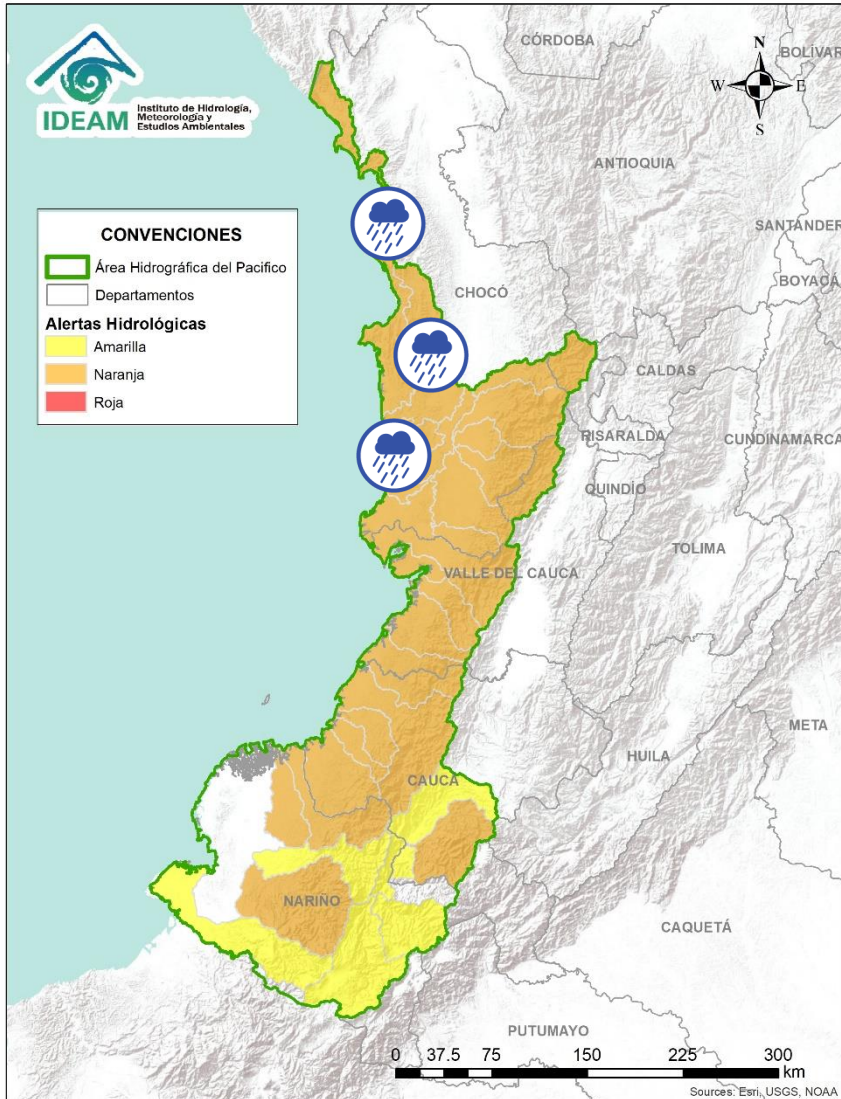 IDEAM
Instituto de Hidrología,
Meteorología y
Estudios Ambientales
CÓRDOBA
BOLÍVAR
N
W
E
S
ANTIOQUIA
SANTANDER
BOYACÁ
CONVENCIONES
Área Hidrográfica del Pacifico
Departamentos
Alertas Hidrológicas
Amarilla
Naranja
Roja
CHOCÓ
CALDAS
RISARALDA
CUNDINAMARCA
QUINDÍO
TOLIMA
VALLE DEL CAUCA
META
HUILA
CAUCA
NARIÑO
CAQUETÁ
PUTUMAYO
0 37.5 75 150 225 300
km
Sources: Esri, USGS, NOAA